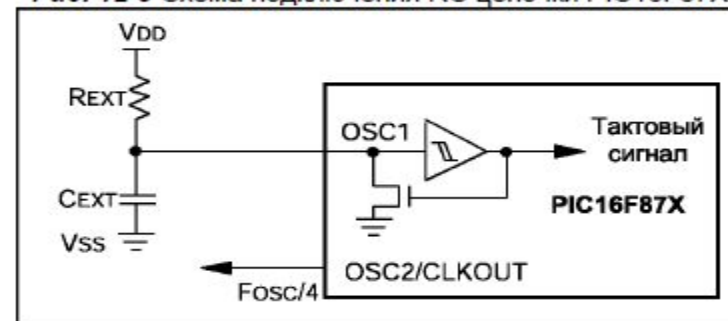 VDD
REXT
OSC1
Тактовый
сигнал
CEXT
PIC16F87X
VSS
OSC2/CLKOUT
FOSC/4